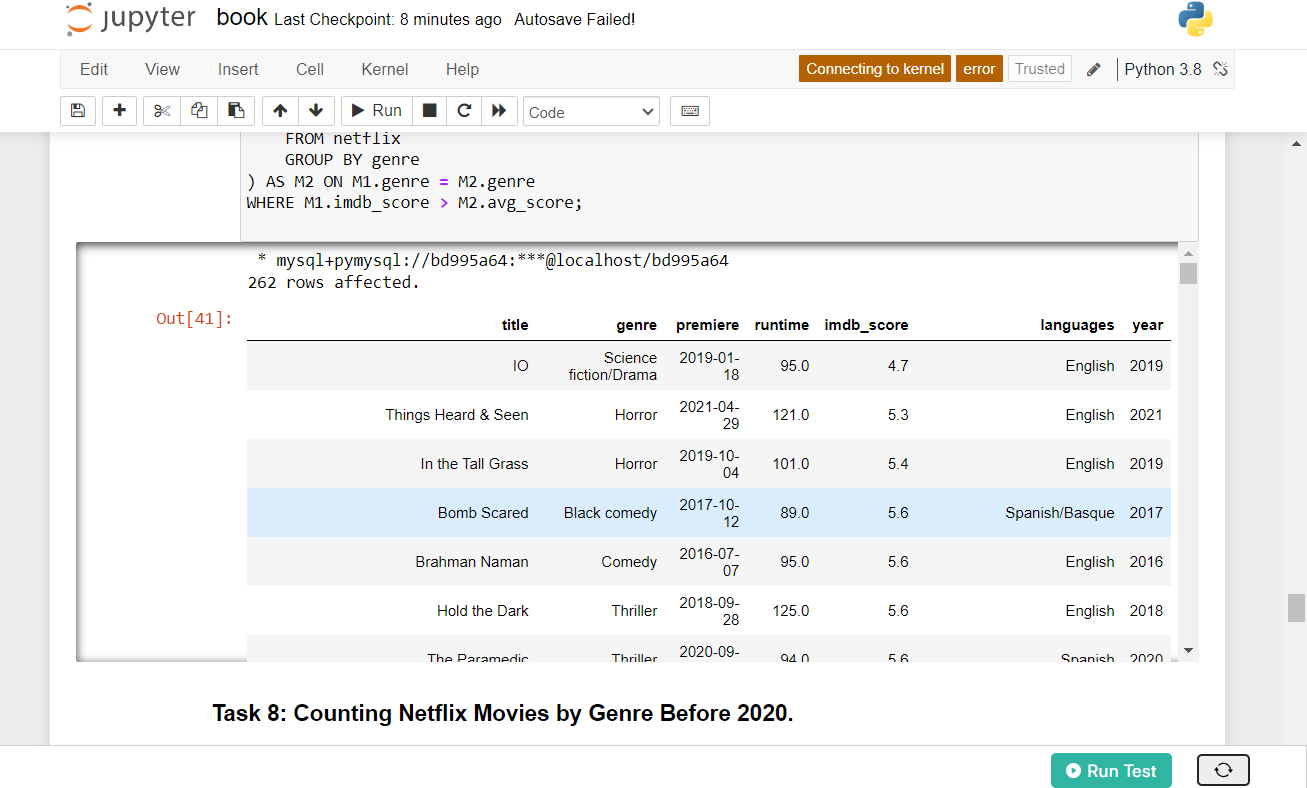 jupyter book Last Checkpoint: 8 minutes ago Autosave Failed!
Edit View Insert Cell Kernel Help Connecting to kernel error Trusted Python 3.8
Run Code
FROM netflix
GROUP BY genre
) AS M2 ON M1.genre = M2.genre
WHERE M1.imdb_score > M2.avg_score;
* mysql+pymysql://bd995a64:***@localhost/bd995a64
262 rows affected.
Out[41]:
title genre premiere runtime imdb_score languages year
IO Science fiction/Drama 2019-01-18 95.0 4.7 English 2019
Things Heard & Seen Horror 2021-04-29 121.0 5.3 English 2021
In the Tall Grass Horror 2019-10-04 101.0 5.4 English 2019
Bomb Scared Black comedy 2017-10-12 89.0 5.6 Spanish/Basque 2017
Brahman Naman Comedy 2016-07-07 95.0 5.6 English 2016
Hold the Dark Thriller 2018-09-28 125.0 5.6 English 2018
The Paramedic Thriller 2020-09- 94.0 5.6 Spanish 2020
Task 8: Counting Netflix Movies by Genre Before 2020.
Run Test